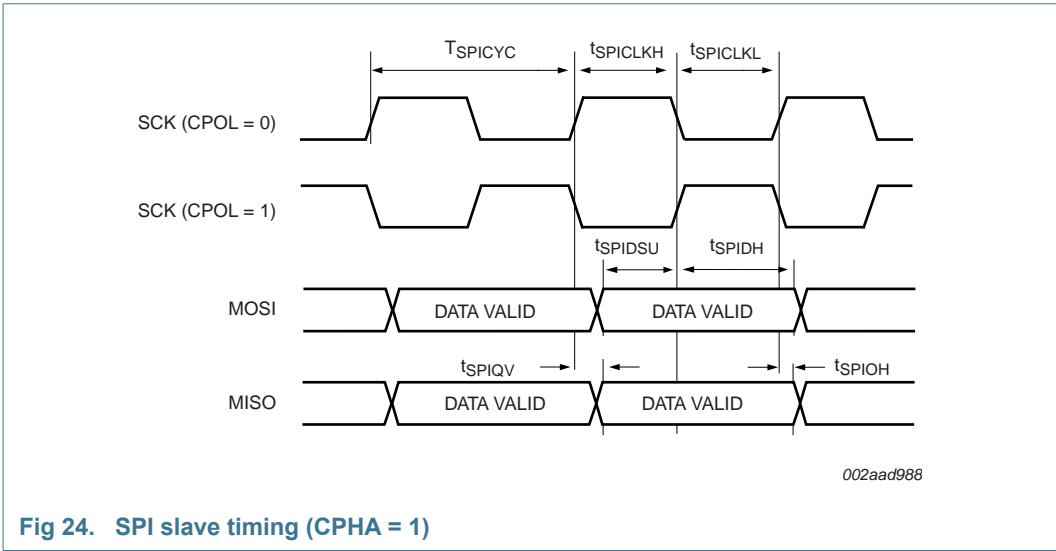 TSPICYC tSPICLKH tSPICLKL
SCK (CPOL = 0)
SCK (CPOL = 1)
tSPIDSU tSPIDH
MOSI DATA VALID DATA VALID
tSPIQV tSPIOH
MISO DATA VALID DATA VALID
002aad988
Fig 24. SPI slave timing (CPHA = 1)